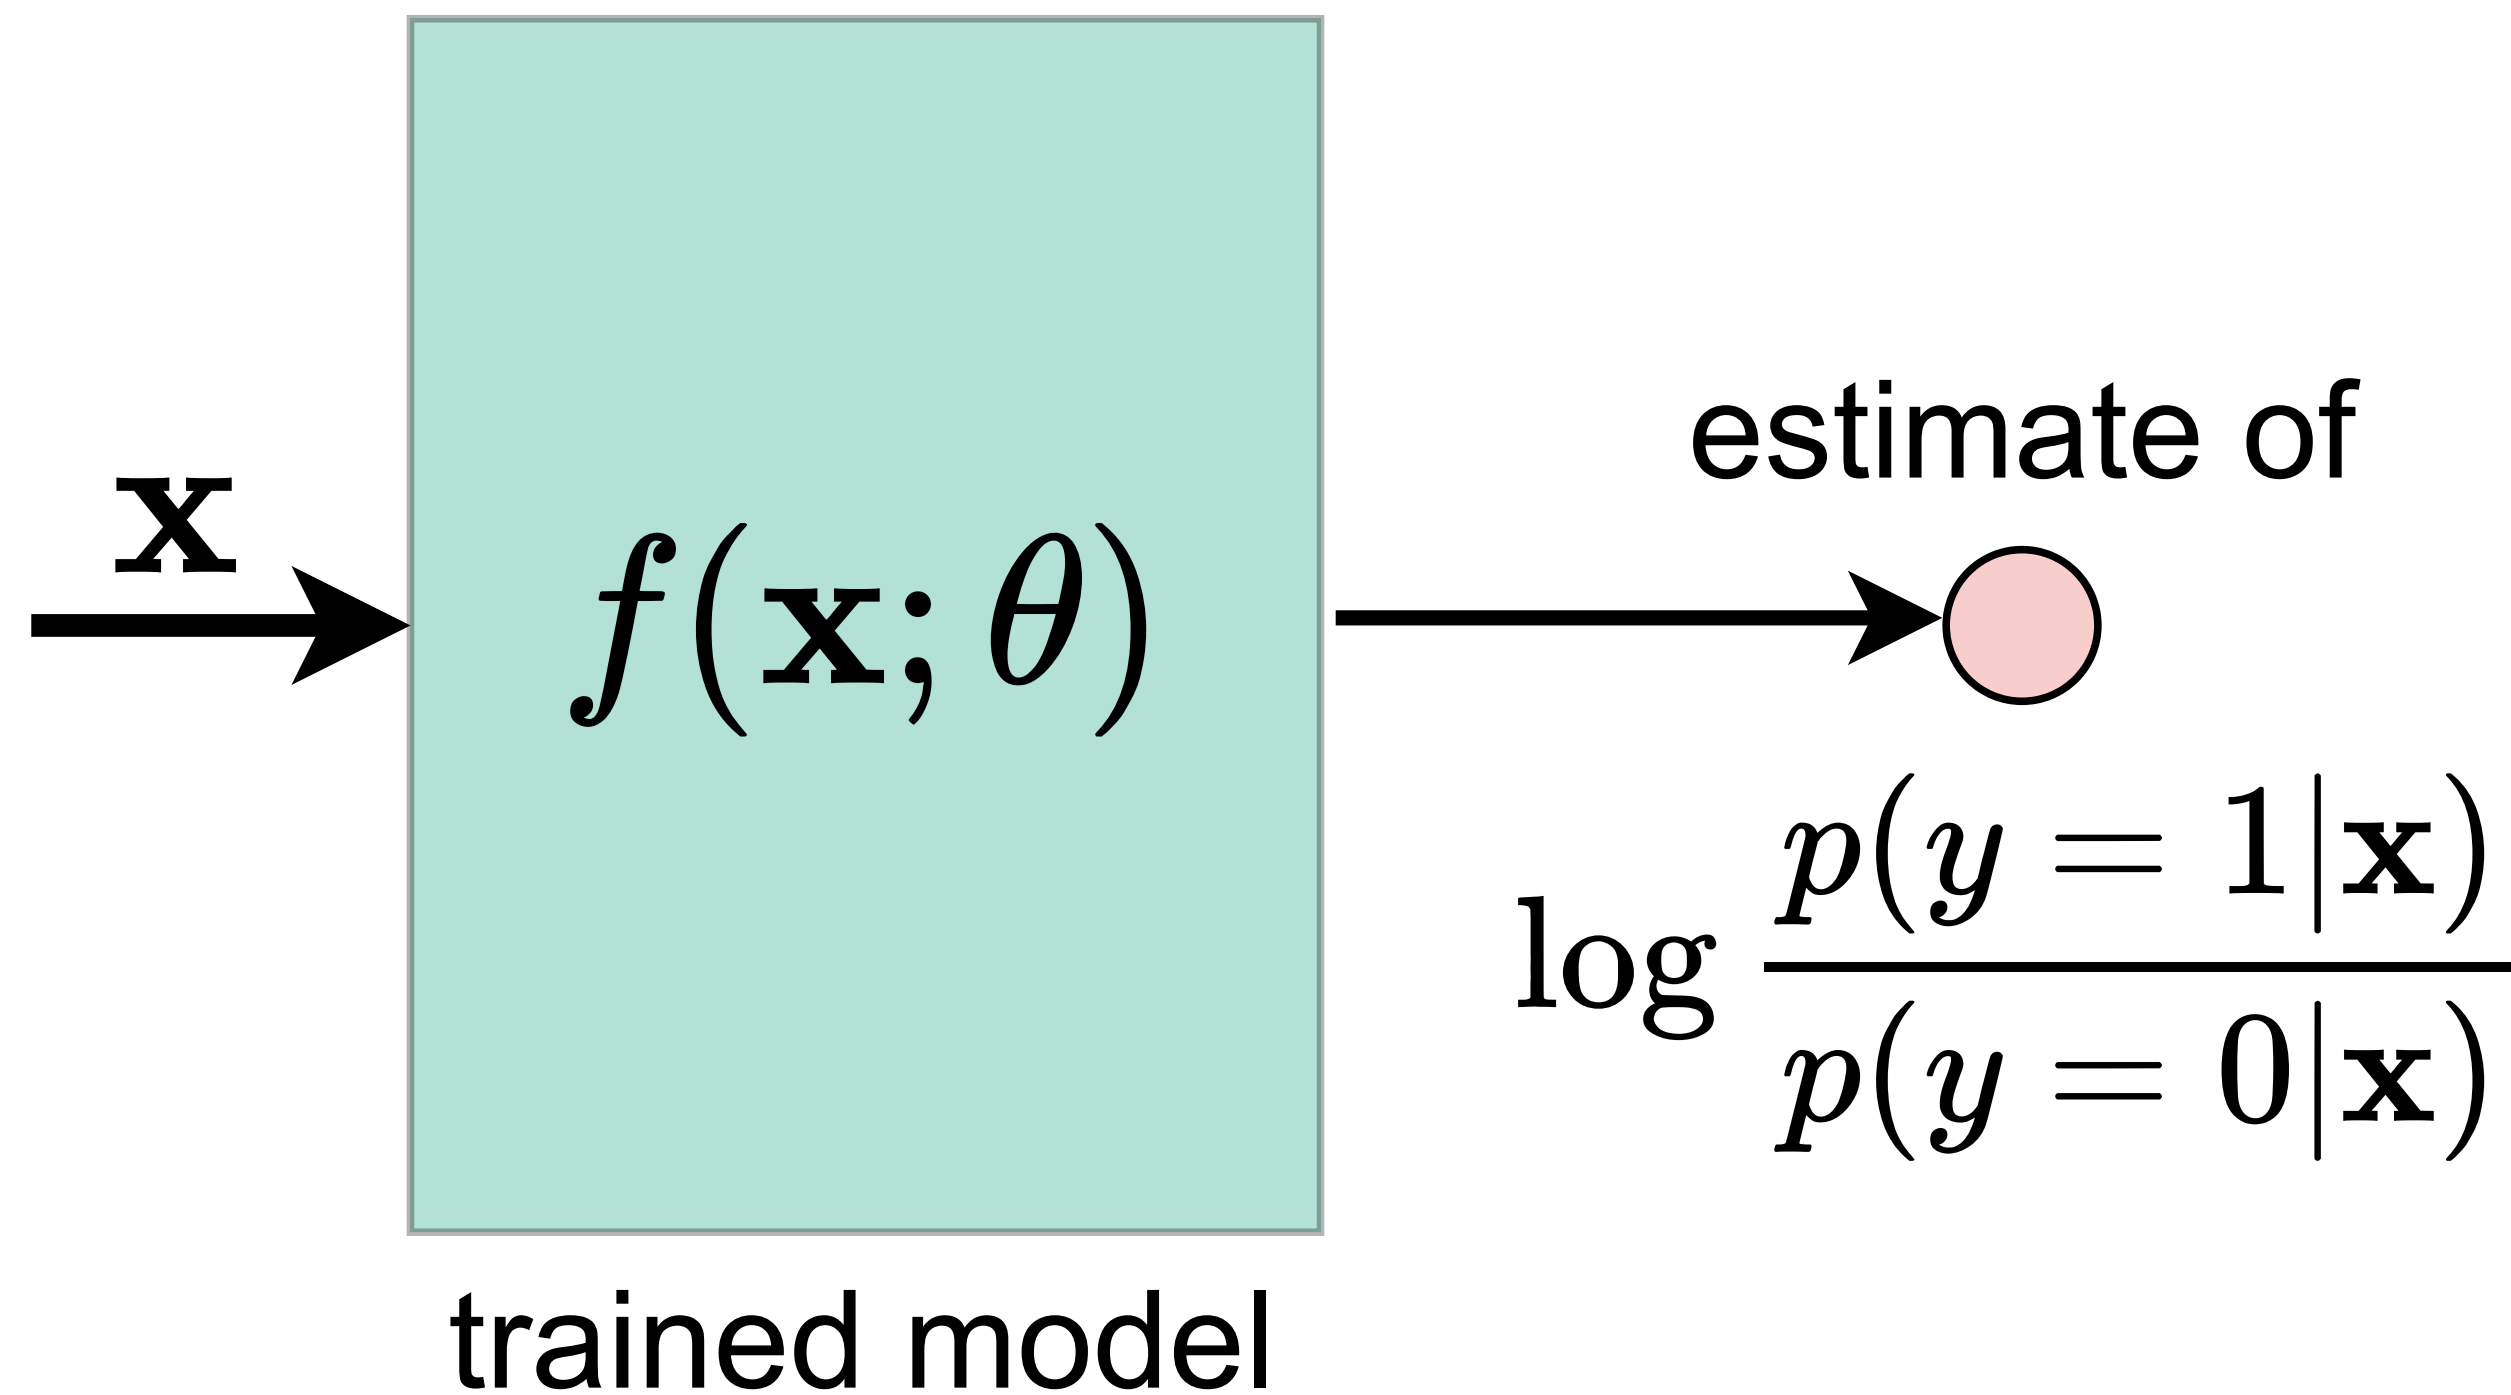 x
f(x; θ)
trained model
estimate of
log p(y = 1|x)
p(y = 0|x)